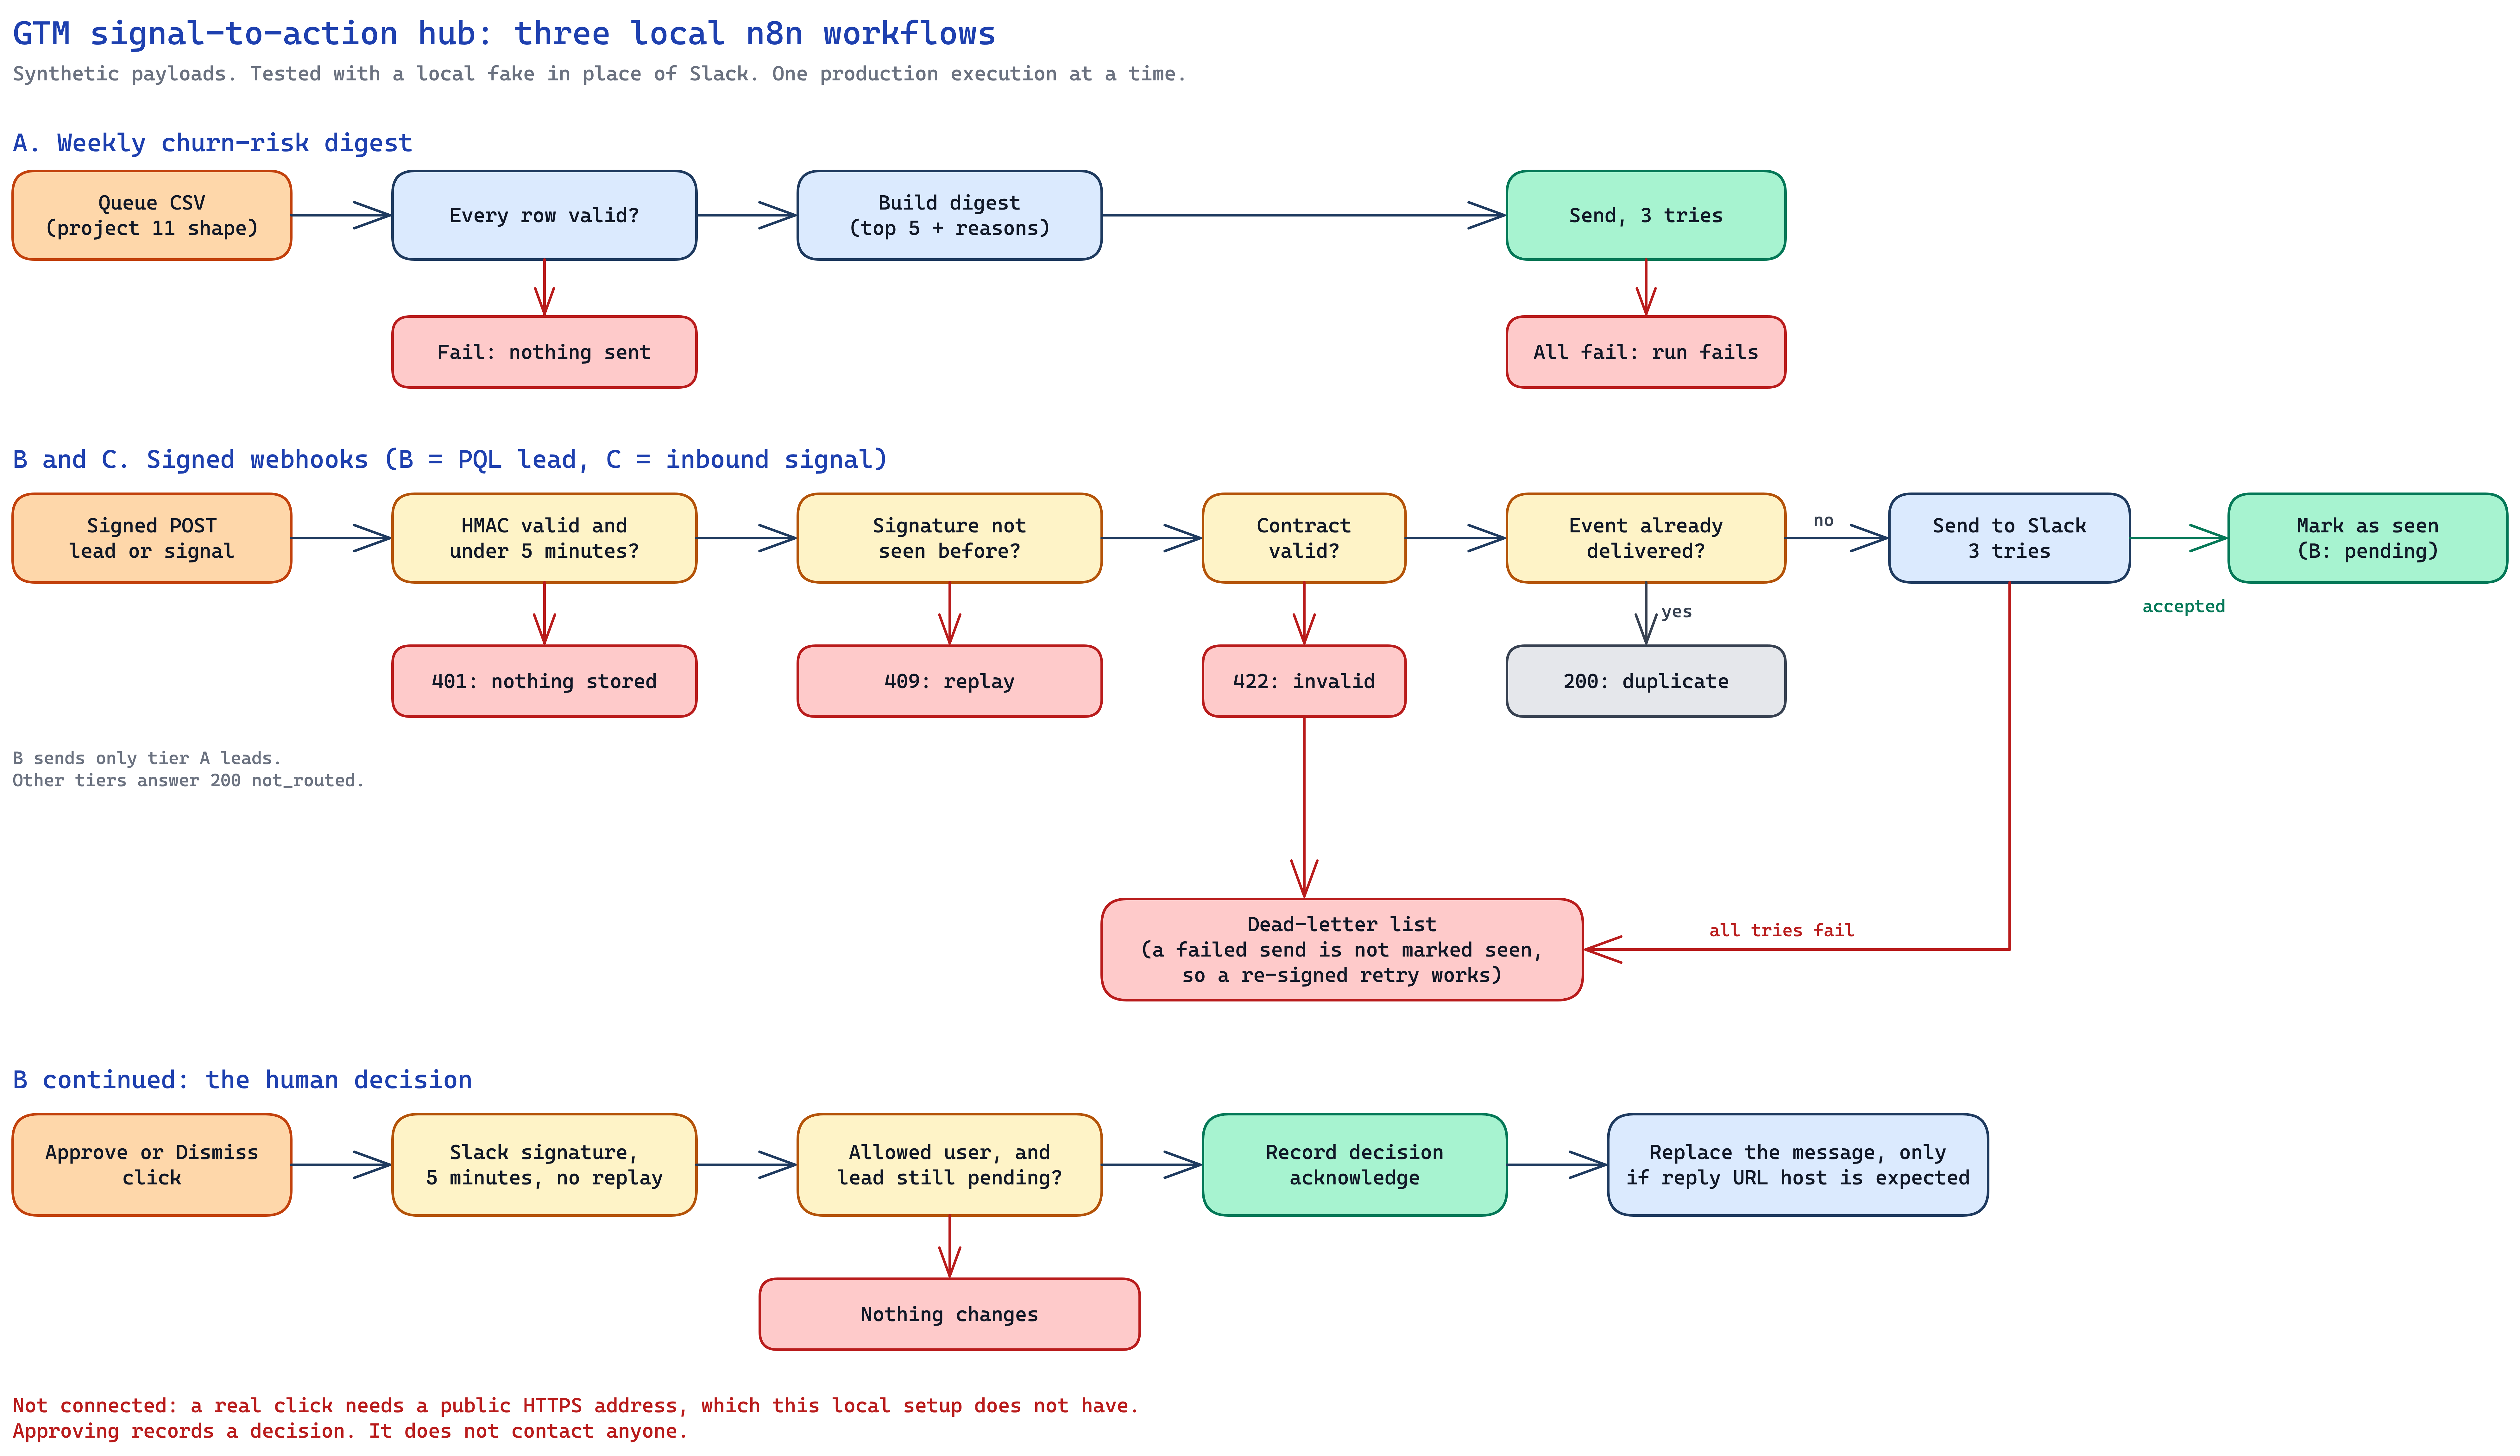 GTM signal-to-action hub: three local n8n workflows
Synthetic payloads. Tested with a local fake in place of Slack. One production execution at a time.
A. Weekly churn-risk digest
Queue CSV
(project 11 shape)
Every row valid?
Build digest
(top 5 + reasons)
Send, 3 tries
Fail: nothing sent
All fail: run fails
B and C. Signed webhooks (B = PQL lead, C = inbound signal)
Signed POST
lead or signal
HMAC valid and
under 5 minutes?
Signature not
seen before?
Contract
valid?
Event already
delivered?
no
Send to Slack
3 tries
Mark as seen
(B: pending)
accepted
yes
401: nothing stored
409: replay
422: invalid
200: duplicate
B sends only tier A leads.
Other tiers answer 200 not_routed.
Dead-letter list
(a failed send is not marked seen,
so a re-signed retry works)
all tries fail
B continued: the human decision
Approve or Dismiss
click
Slack signature,
5 minutes, no replay
Allowed user, and
lead still pending?
Record decision
acknowledge
Replace the message, only
if reply URL host is expected
Nothing changes
Not connected: a real click needs a public HTTPS address, which this local setup does not have.
Approving records a decision. It does not contact anyone.